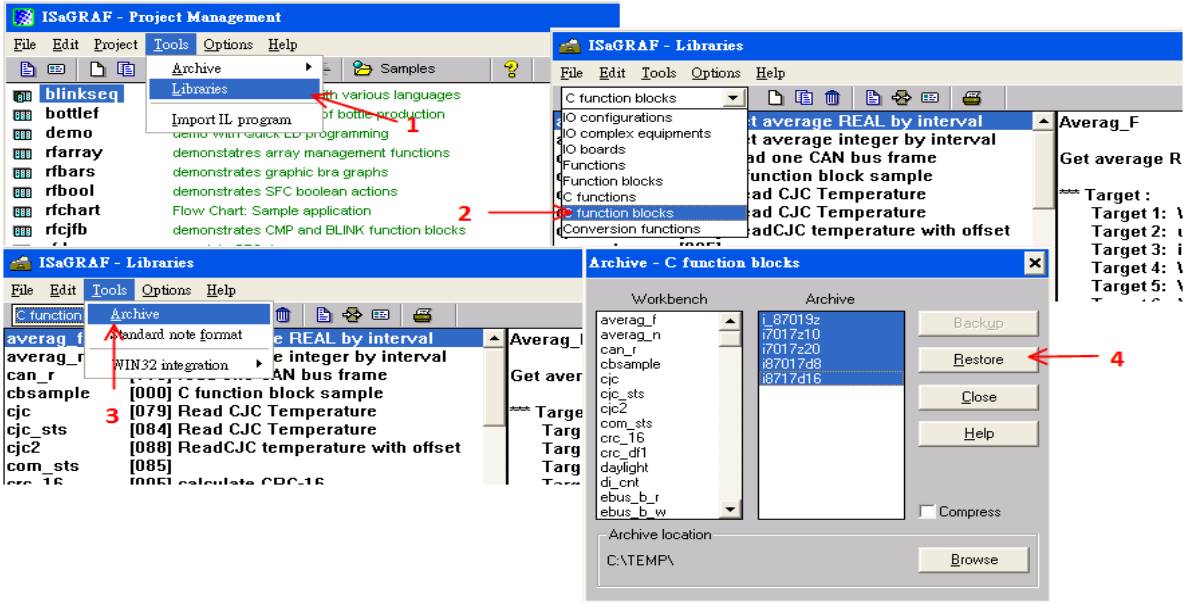 ISaGRAF - Project Management
File Edit Project Tools Options Help
Archive
Libraries
Import IL program
Samples
blinkseq th various languages
bottlef of bottle production
demo demo with Quick LD programming
rfarray demonstatres array management functions
rfbars demonstrates graphic bra graphs
rfbool demonstrates SFC boolean actions
rfchart Flow Chart: Sample application
rfcjfb demonstrates CMP and BLINK function blocks
1
ISaGRAF - Libraries
File Edit Tools Options Help
C function blocks
IO configurations
IO complex equipments
IO boards
Functions
Function blocks
C functions
C function blocks
Conversion functions
2
t average REAL by interval
t average integer by interval
ad one CAN bus frame
function block sample
ead CJC Temperature
ead CJC Temperature
eadCJC temperature with offset
Averag_F
Get average R
*** Target :
Target 1: V
Target 2: u
Target 3: i
Target 4: V
Target 5: V
ISaGRAF - Libraries
File Edit Tools Options Help
C function
Archive
Standard note format
WIN32 integration
3
averag_f e REAL by interval
averag_n e integer by interval
can_r AN bus frame
cbsample [000] C function block sample
cjc [079] Read CJC Temperature
cjc_sts [084] Read CJC Temperature
cjc2 [088] ReadCJC temperature with offset
com_sts [085]
crc_16 [005] calculate CRC-16
Averag_
Get aver
*** Targe
Targ
Targ
Targ
Archive - C function blocks
Workbench
averag_f
averag_n
can_r
cbsample
cjc
cjc_sts
cjc2
com_sts
crc_16
crc_df1
daylight
di_cnt
ebus_b_r
ebus_b_w
Archive
i_87019z
i7017z10
i7017z20
i87017d8
i8717d16
Backup
Restore
Close
Help
4
Compress
Archive location
C:\TEMP\
Browse